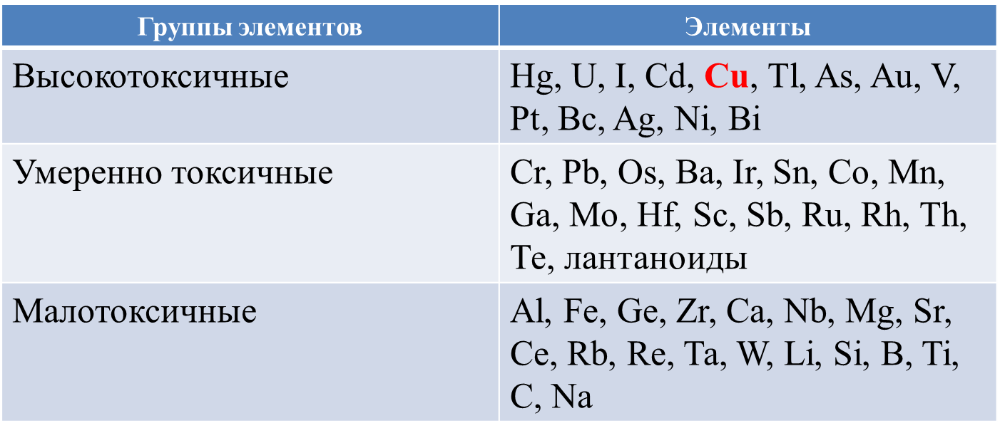 Группы элементов
Элементы
Высокотоксичные
Hg, U, I, Cd, Cu, Tl, As, Au, V,
Pt, Bc, Ag, Ni, Bi
Умеренно токсичные
Cr, Pb, Os, Ba, Ir, Sn, Co, Mn,
Ga, Mo, Hf, Sc, Sb, Ru, Rh, Th,
Te, лантаноиды
Малотоксичные
Al, Fe, Ge, Zr, Ca, Nb, Mg, Sr,
Ce, Rb, Re, Ta, W, Li, Si, B, Ti,
C, Na